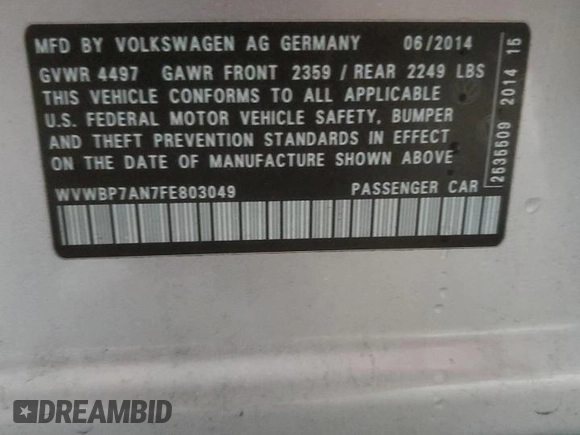 MFD BY VOLKSWAGEN AG GERMANY 06/2014
GVWR 4497 GAWR FRONT 2359 / REAR 2249 LBS
THIS VEHICLE CONFORMS TO ALL APPLICABLE
U.S. FEDERAL MOTOR VEHICLE SAFETY, BUMPER
AND THEFT PREVENTION STANDARDS IN EFFECT
ON THE DATE OF MANUFACTURE SHOWN ABOVE
WVWBP7AN7FE803049 PASSENGER CAR
2535509 2014 15
DREAMBID